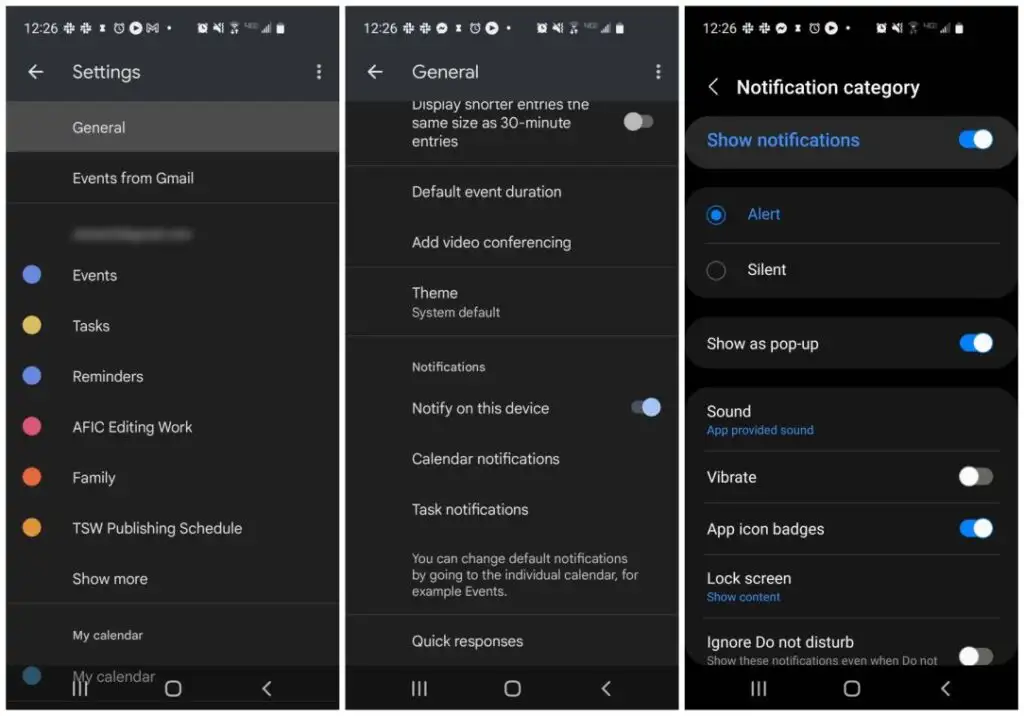 12:26
Settings
General
Events from Gmail
Events
Tasks
Reminders
AFIC Editing Work
Family
TSW Publishing Schedule
Show more
My calendar
My calendar
12:26
General
Display shorter entries the
same size as 30-minute
entries
Default event duration
Add video conferencing
Theme
System default
Notifications
Notify on this device
Calendar notifications
Task notifications
You can change default notifications
by going to the individual calendar, for
example Events.
Quick responses
12:26
Notification category
Show notifications
Alert
Silent
Show as pop-up
Sound
App provided sound
Vibrate
App icon badges
Lock screen
Show content
Ignore Do not disturb
Show these notifications even when Do not